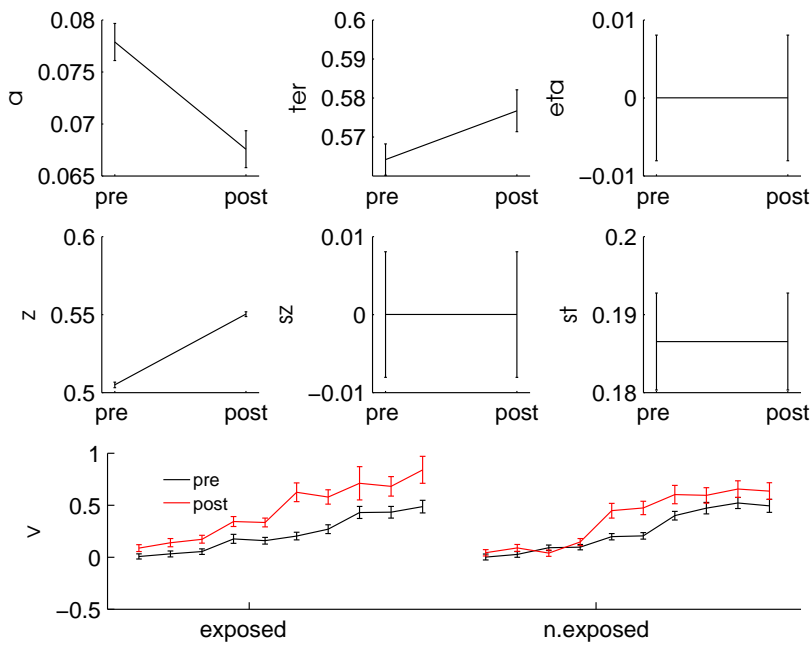 0.08
0.075
0.07
0.065
a
pre
post
0.6
0.59
0.58
0.57
ter
pre
post
0.01
0
−0.01
eta
pre
post
0.6
0.55
0.5
z
pre
post
0.01
0
−0.01
sz
pre
post
0.2
0.19
0.18
st
pre
post
1
0.5
0
−0.5
v
pre
post
exposed
n.exposed